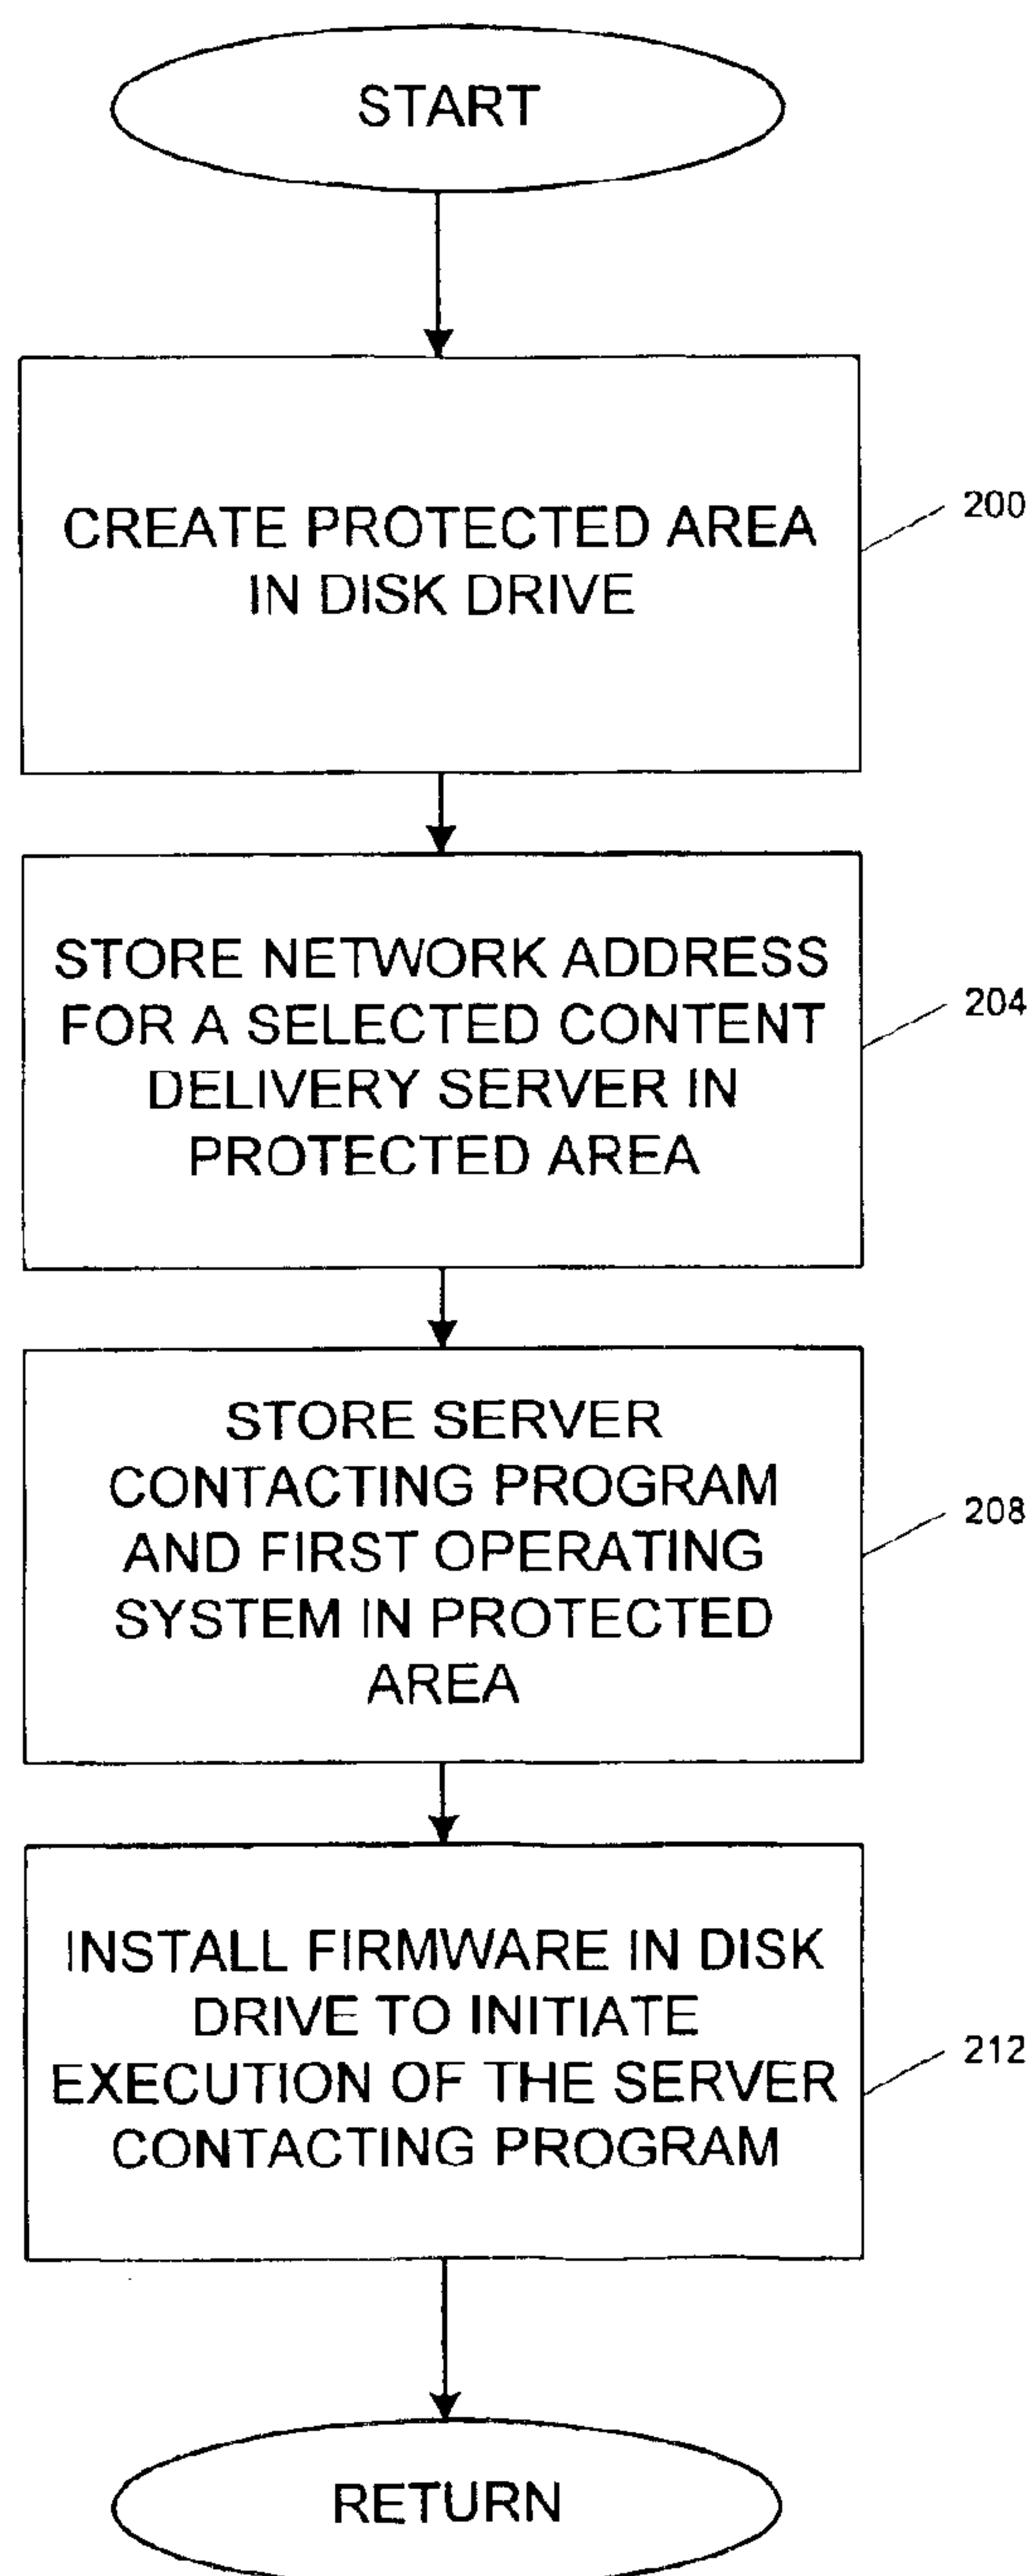 START
CREATE PROTECTED AREA
IN DISK DRIVE
200
STORE NETWORK ADDRESS
FOR A SELECTED CONTENT
DELIVERY SERVER IN
PROTECTED AREA
204
STORE SERVER
CONTACTING PROGRAM
AND FIRST OPERATING
SYSTEM IN PROTECTED
AREA
208
INSTALL FIRMWARE IN DISK
DRIVE TO INITIATE
EXECUTION OF THE SERVER
CONTACTING PROGRAM
212
RETURN